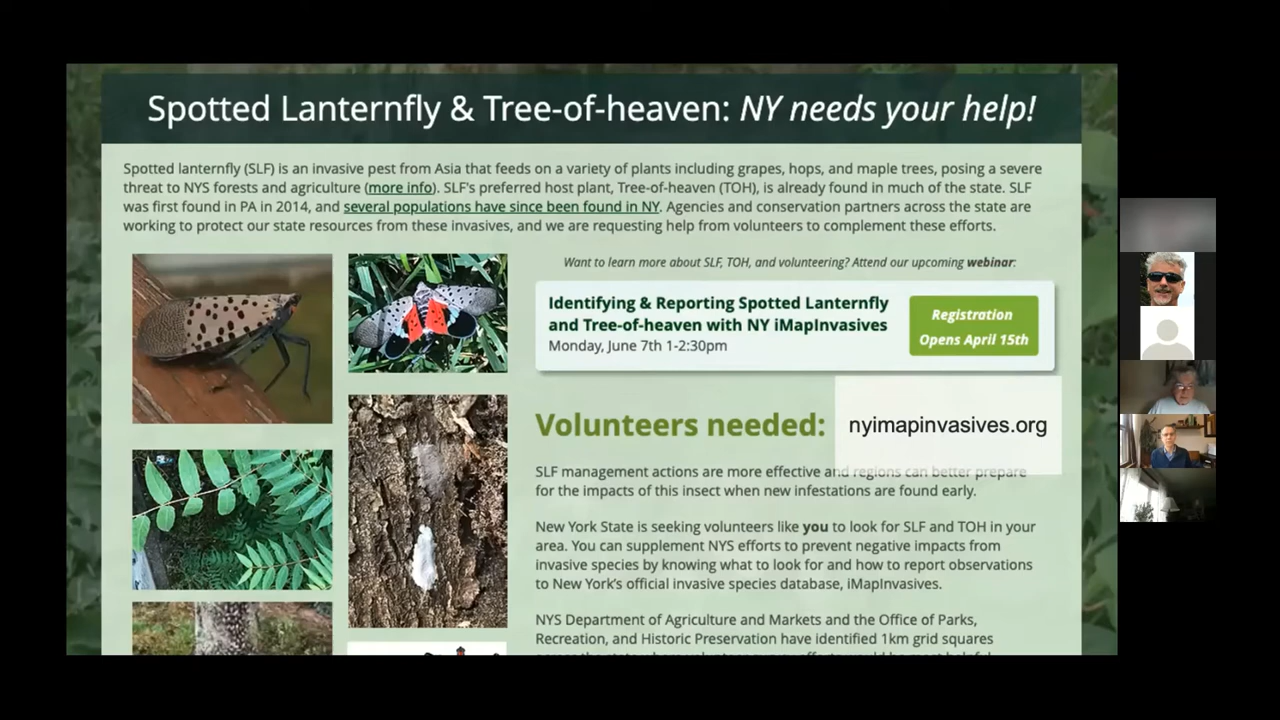 Spotted Lanternfly & Tree-of-heaven: NY needs your help!
Spotted lanternfly (SLF) is an invasive pest from Asia that feeds on a variety of plants including grapes, hops, and maple trees, posing a severe
threat to NYS forests and agriculture (more info). SLF's preferred host plant, Tree-of-heaven (TOH), is already found in much of the state. SLF
was first found in PA in 2014, and several populations have since been found in NY. Agencies and conservation partners across the state are
working to protect our state resources from these invasives, and we are requesting help from volunteers to complement these efforts.
Want to learn more about SLF, TOH, and volunteering? Attend our upcoming webinar:
Identifying & Reporting Spotted Lanternfly
and Tree-of-heaven with NY iMapInvasives
Monday, June 7th 1-2:30pm
Registration
Opens April 15th
Volunteers needed:
nyimapinvasives.org
SLF management actions are more effective and regions can better prepare
for the impacts of this insect when new infestations are found early.
New York State is seeking volunteers like you to look for SLF and TOH in your
area. You can supplement NYS efforts to prevent negative impacts from
invasive species by knowing what to look for and how to report observations
to New York's official invasive species database, iMapInvasives.
NYS Department of Agriculture and Markets and the Office of Parks,
Recreation, and Historic Preservation have identified 1km grid squares